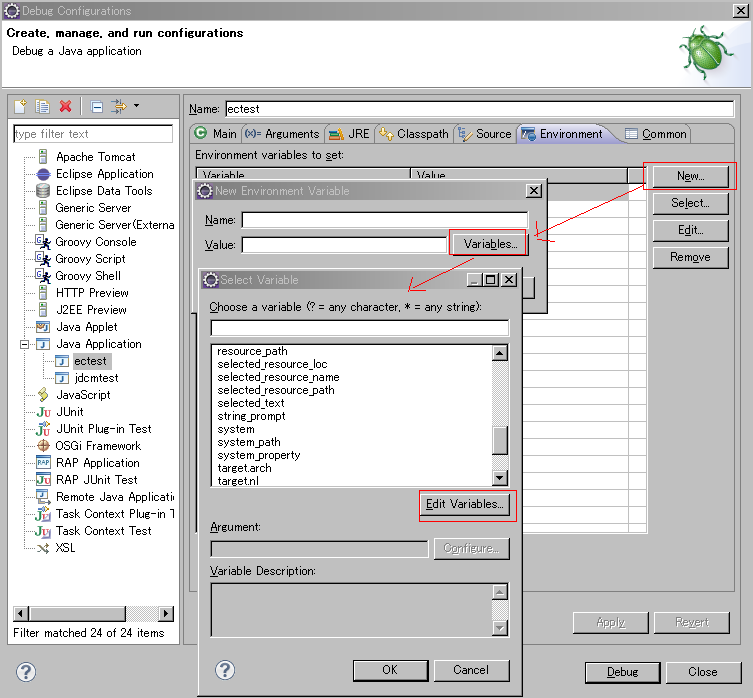 Debug Configurations
Create, manage, and run configurations
Debug a Java application
type filter text
Apache Tomcat
Eclipse Application
Eclipse Data Tools
Generic Server
Generic Server(Externa
Groovy Console
Groovy Script
Groovy Shell
HTTP Preview
J2EE Preview
Java Applet
Java Application
ectest
jdcmtest
JavaScript
JUnit
JUnit Plug-in Test
OSGi Framework
RAP Application
RAP JUnit Test
Remote Java Applicati
Task Context Plug-in T
Task Context Test
XSL
Filter matched 24 of 24 items
Name: ectest
Main (x)= Arguments JRE Classpath Source Environment Common
Environment variables to set:
Variable Value
New...
Select...
Edit...
Remove
New Environment Variable
Name:
Value: Variables...
Select Variable
Choose a variable (? = any character, * = any string):
resource_path
selected_resource_loc
selected_resource_name
selected_resource_path
selected_text
string_prompt
system
system_path
system_property
target.arch
target.nl
Edit Variables...
Argument:
Configure...
Variable Description:
OK Cancel
Apply Revert
Debug Close